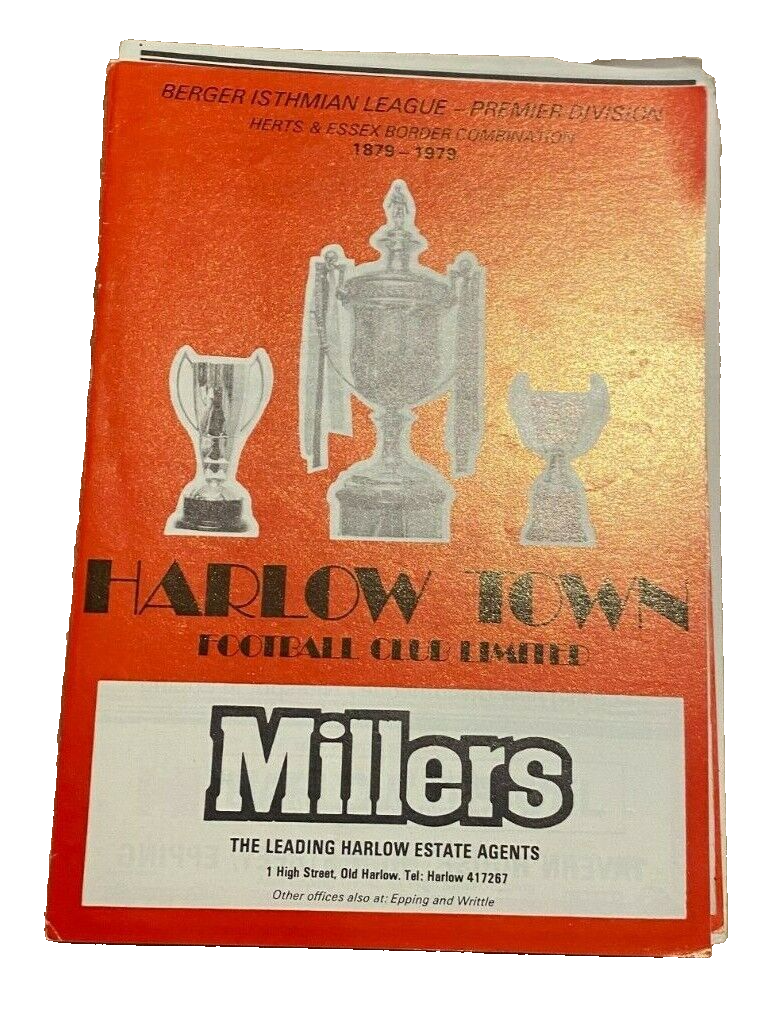 BERGER ISTHMIAN LEAGUE – PREMIER DIVISION
HERTS & ESSEX BORDER COMBINATION
1879 – 1979
HARLOW TOWN
FOOTBALL CLUB LIMITED
Millers
THE LEADING HARLOW ESTATE AGENTS
1 High Street, Old Harlow. Tel: Harlow 417267
Other offices also at: Epping and Writtle